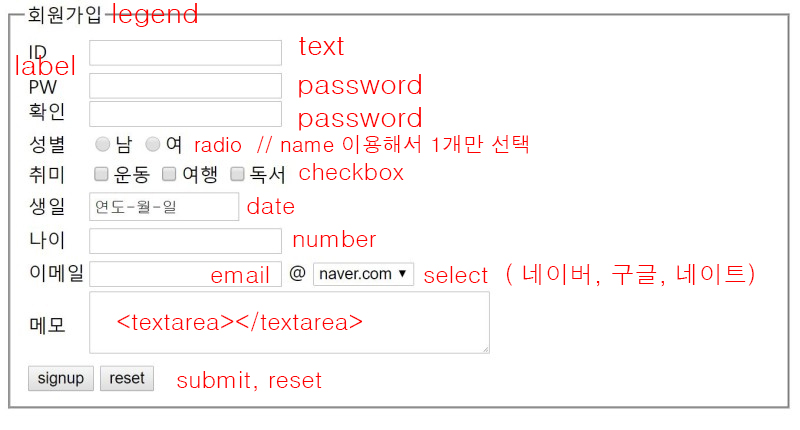 회원가입 legend
ID text
label
PW password
확인 password
성별 남 여 radio // name 이용해서 1개만 선택
취미 운동 여행 독서 checkbox
생일 연도-월-일 date
나이 number
이메일 email @ naver.com ▼ select ( 네이버, 구글, 네이트)
메모 <textarea></textarea>
signup reset submit, reset